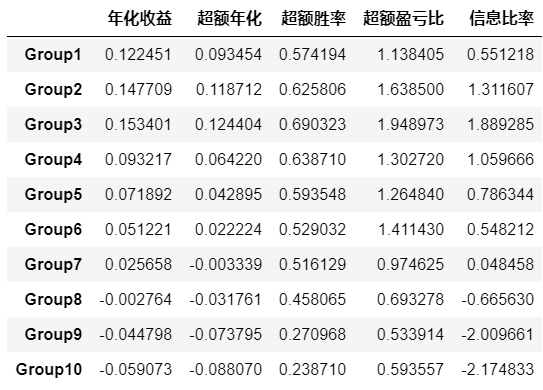 年化收益 超额年化 超额胜率 超额盈亏比 信息比率
Group1 0.122451 0.093454 0.574194 1.138405 0.551218
Group2 0.147709 0.118712 0.625806 1.638500 1.311607
Group3 0.153401 0.124404 0.690323 1.948973 1.889285
Group4 0.093217 0.064220 0.638710 1.302720 1.059666
Group5 0.071892 0.042895 0.593548 1.264840 0.786344
Group6 0.051221 0.022224 0.529032 1.411430 0.548212
Group7 0.025658 -0.003339 0.516129 0.974625 0.048458
Group8 -0.002764 -0.031761 0.458065 0.693278 -0.665630
Group9 -0.044798 -0.073795 0.270968 0.533914 -2.009661
Group10 -0.059073 -0.088070 0.238710 0.593557 -2.174833